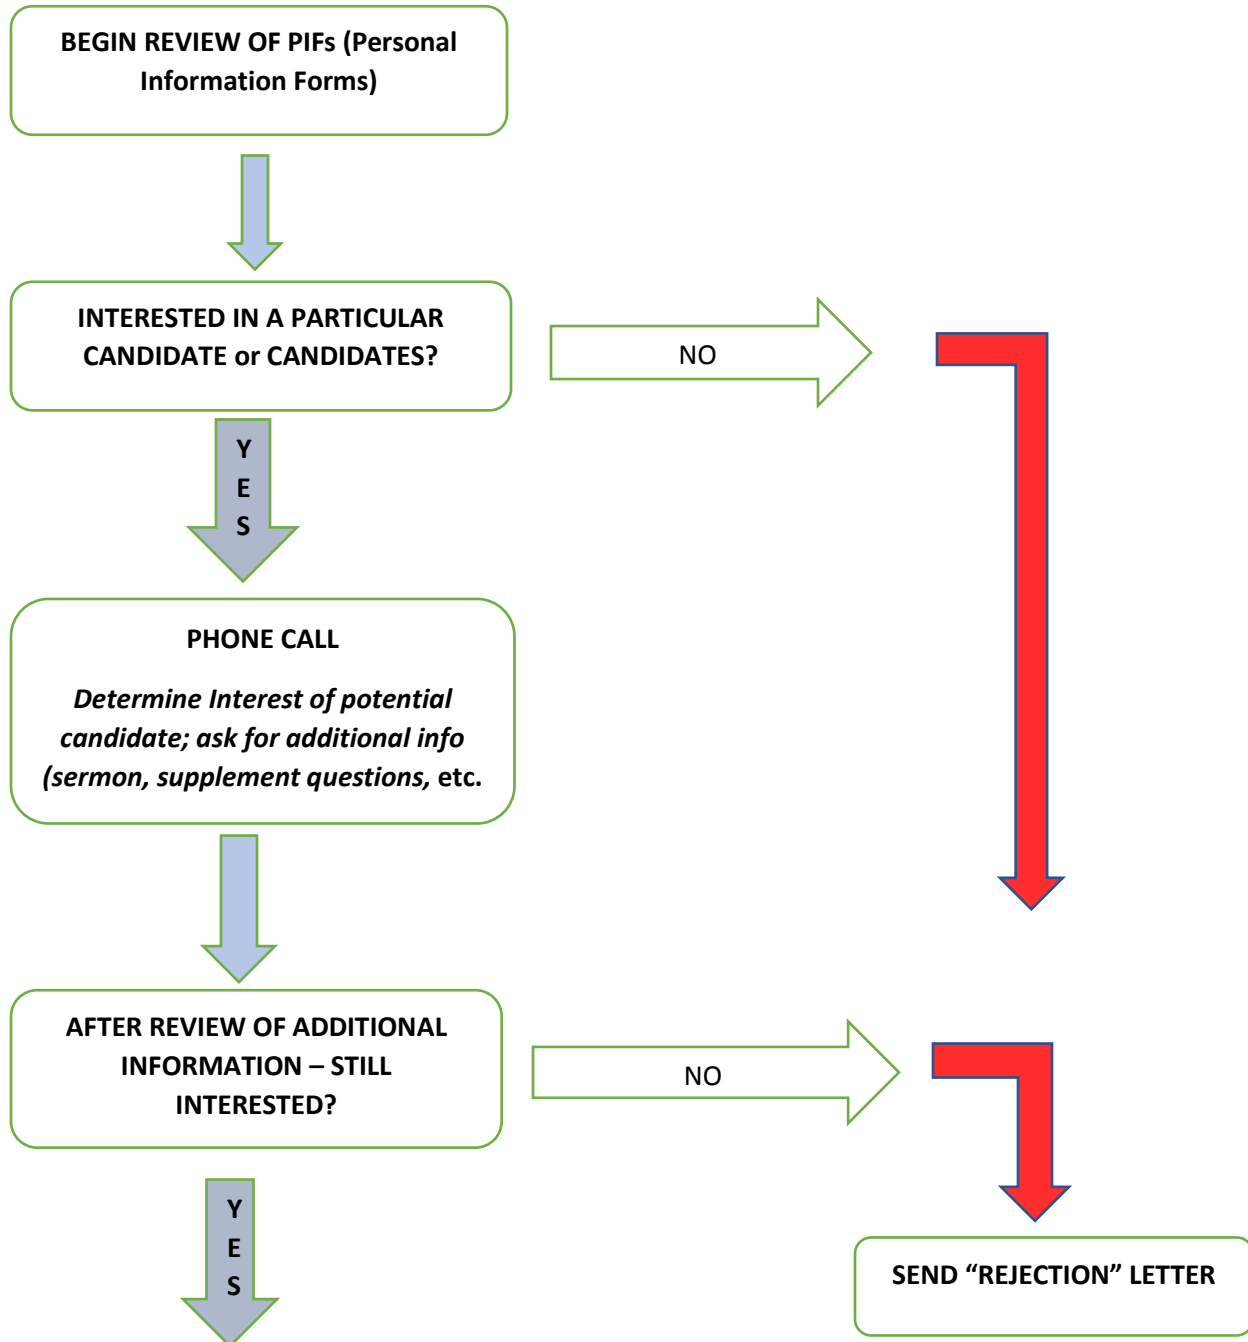 BEGIN REVIEW OF PIFs (Personal
Information Forms)
INTERESTED IN A PARTICULAR
CANDIDATE or CANDIDATES?
NO
Y
E
S
PHONE CALL
Determine Interest of potential
candidate; ask for additional info
(sermon, supplement questions, etc.
AFTER REVIEW OF ADDITIONAL
INFORMATION – STILL
INTERESTED?
NO
Y
E
S
SEND “REJECTION” LETTER